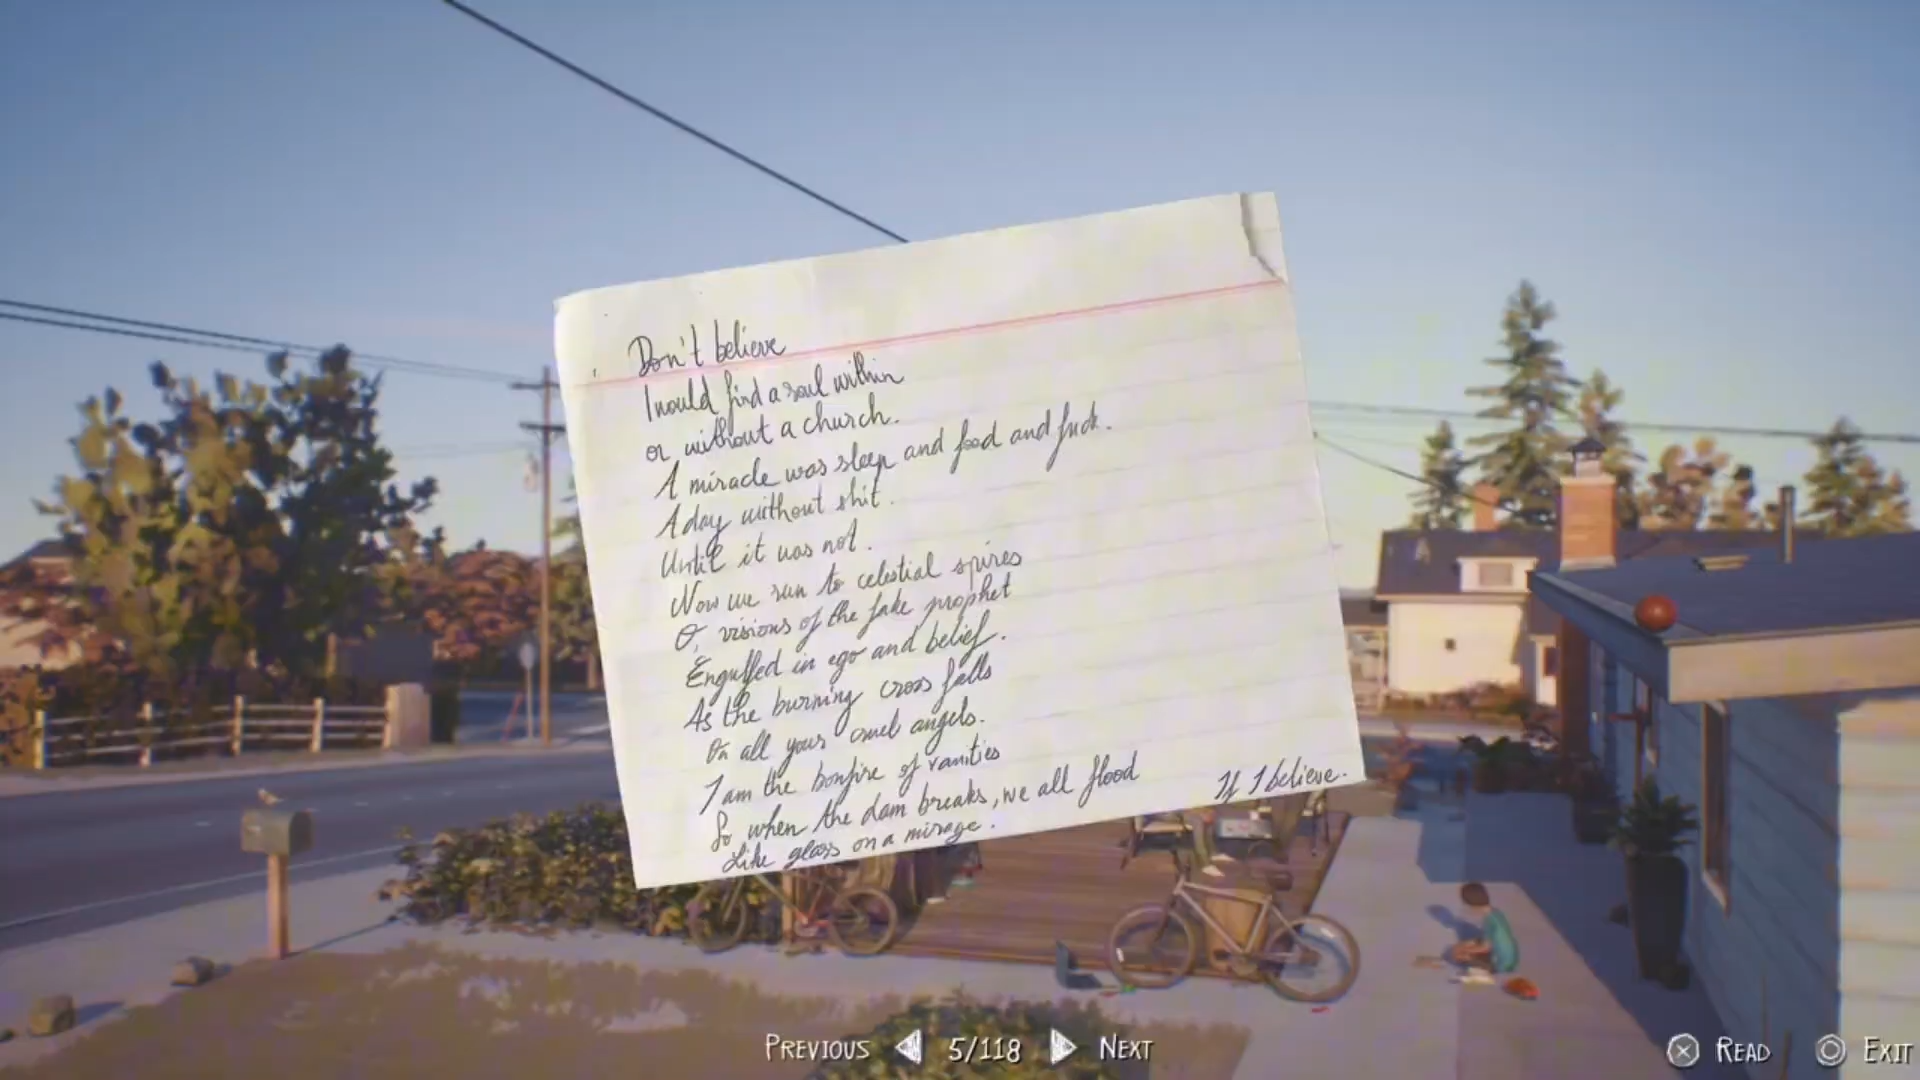 Don't believe
I would find a soul within
or without a church.
A miracle was sleep and food and fuck.
A day without shit.
Until it was not.
Now we run to celestial spires
O, visions of the fake prophet
Engulfed in ego and belief.
As the burning cross falls
On all your cruel angels.
I am the bonfire of vanities
So when the dam breaks, we all flood
Like glass on a mirage.
If I believe.
PREVIOUS 5/118 NEXT
READ EXIT